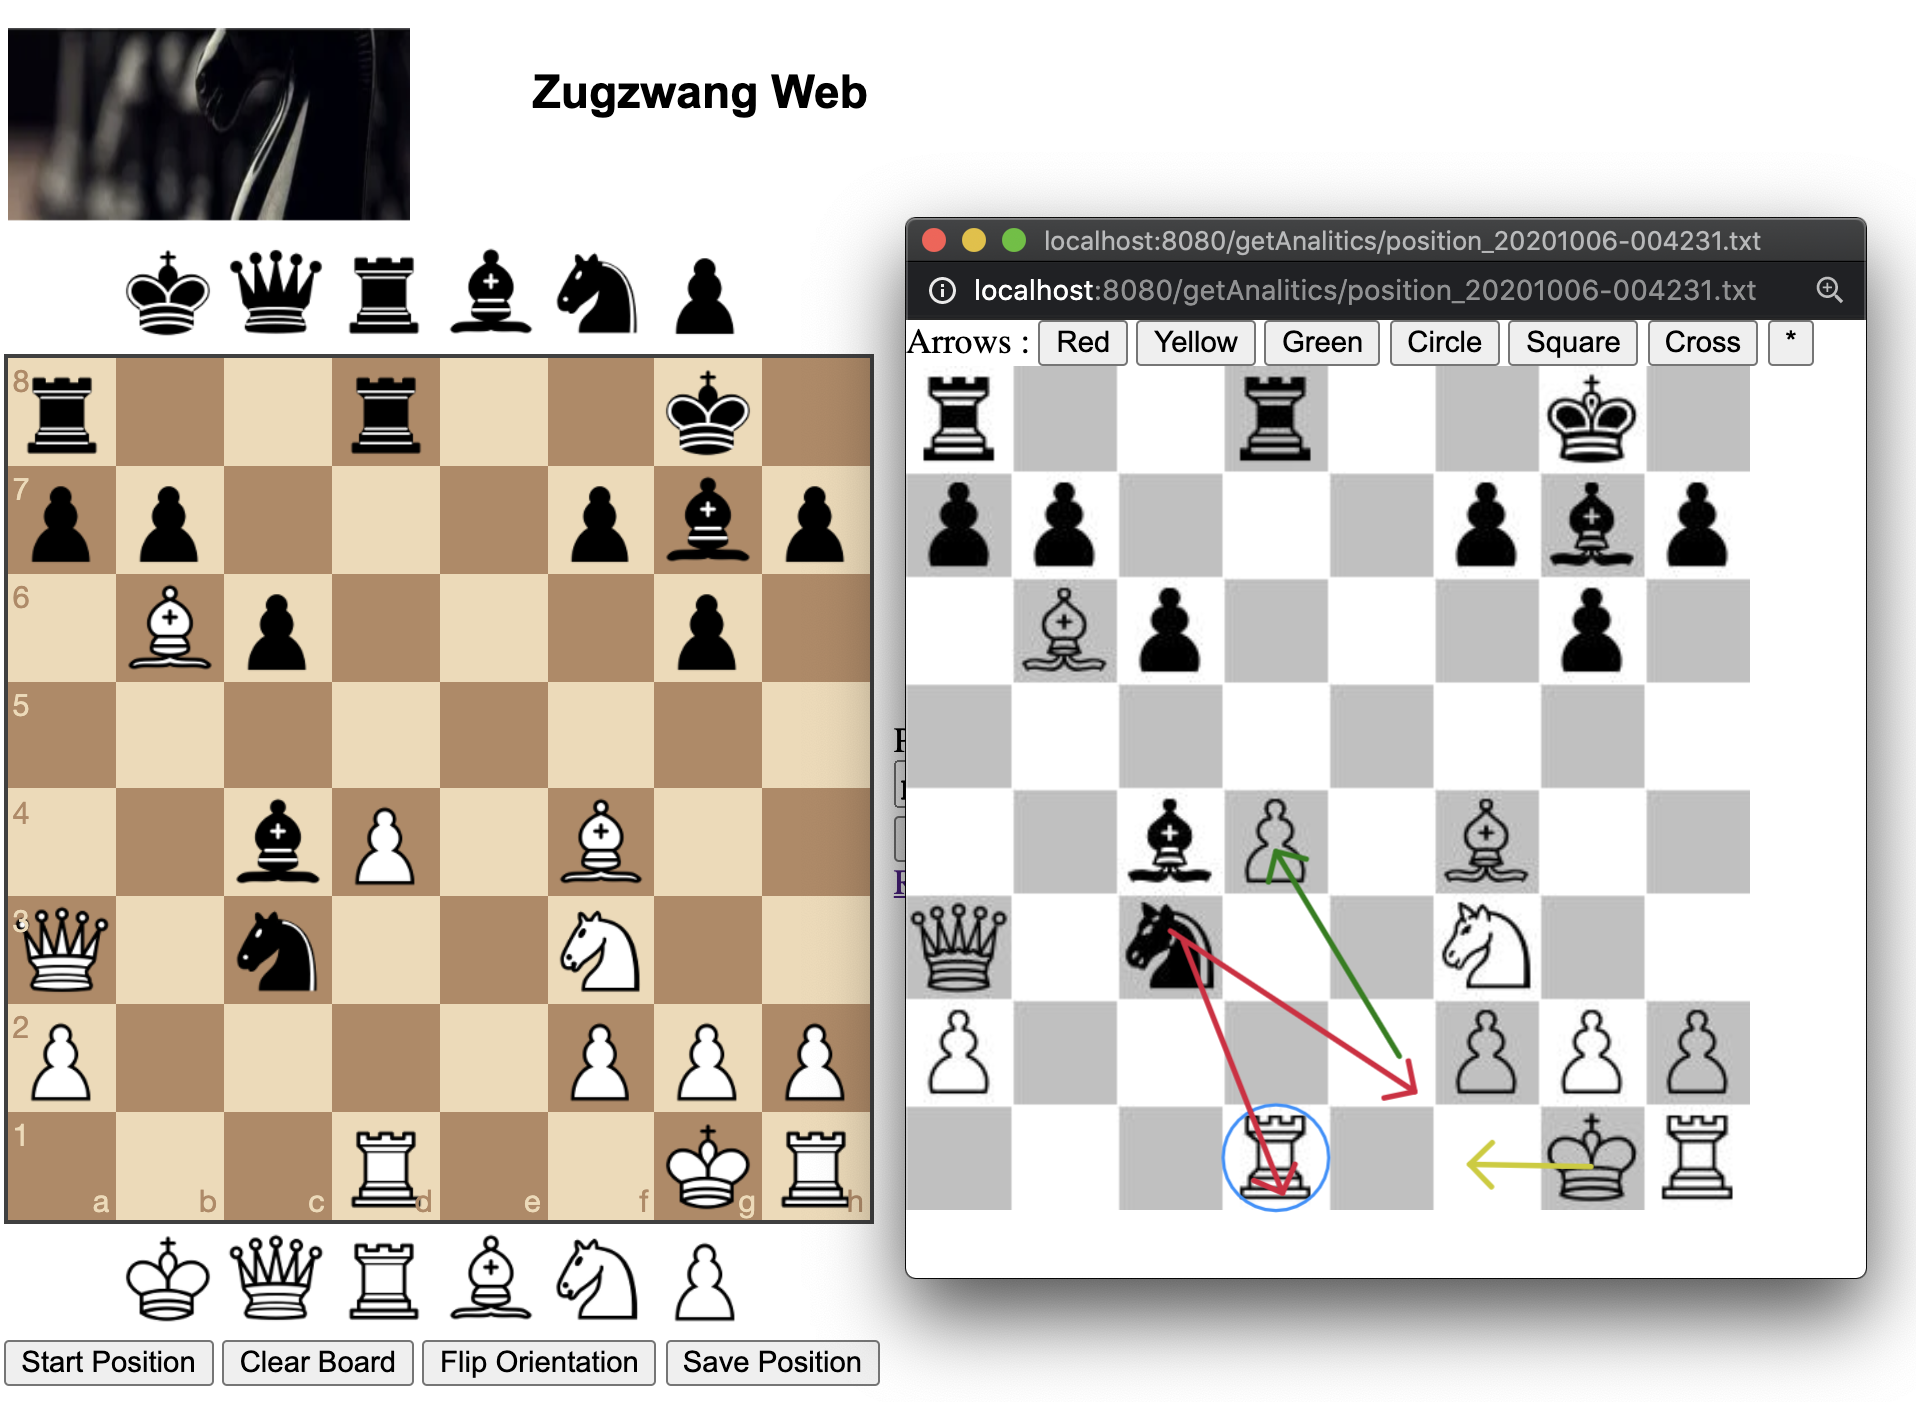 Zugzwang Web
localhost:8080/getAnalitics/position_20201006-004231.txt
localhost:8080/getAnalitics/position_20201006-004231.txt
Arrows : Red Yellow Green Circle Square Cross *
8
7
6
5
4
3
2
1
a b c d e f g h
Start Position Clear Board Flip Orientation Save Position